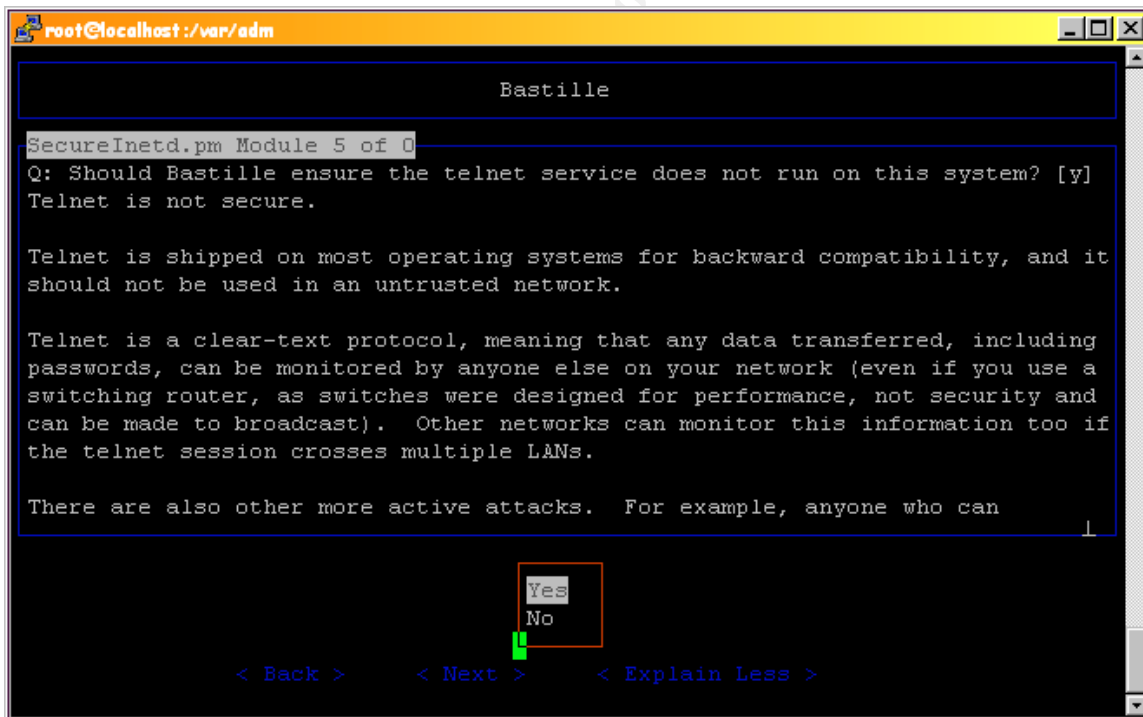 root@localhost:/var/adm
Bastille
SecureInetd.pm Module 5 of 0
Q: Should Bastille ensure the telnet service does not run on this system? [y]
Telnet is not secure.
Telnet is shipped on most operating systems for backward compatibility, and it
should not be used in an untrusted network.
Telnet is a clear-text protocol, meaning that any data transferred, including
passwords, can be monitored by anyone else on your network (even if you use a
switching router, as switches were designed for performance, not security and
can be made to broadcast).  Other networks can monitor this information too if
the telnet session crosses multiple LANs.
There are also other more active attacks.  For example, anyone who can
Yes
No
< Back >   < Next >   < Explain Less >